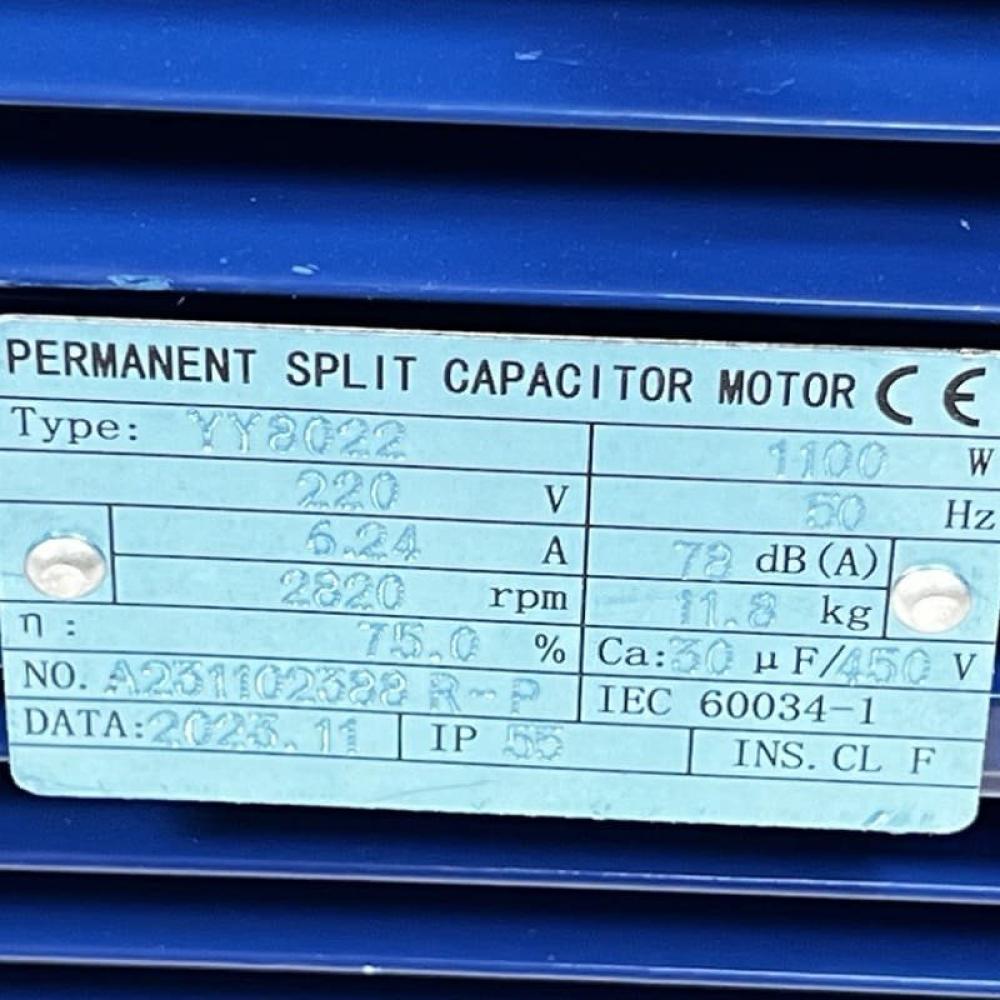 PERMANENT SPLIT CAPACITOR MOTOR CE
Type: YY8022 1100 W
220 V 50 Hz
6.24 A 78 dB(A)
2820 rpm 11.8 kg
η: 75.0 % Ca:30 μF/450 V
NO. A231102388 R-P IEC 60034-1
DATA:2023.11 IP 55 INS.CL F